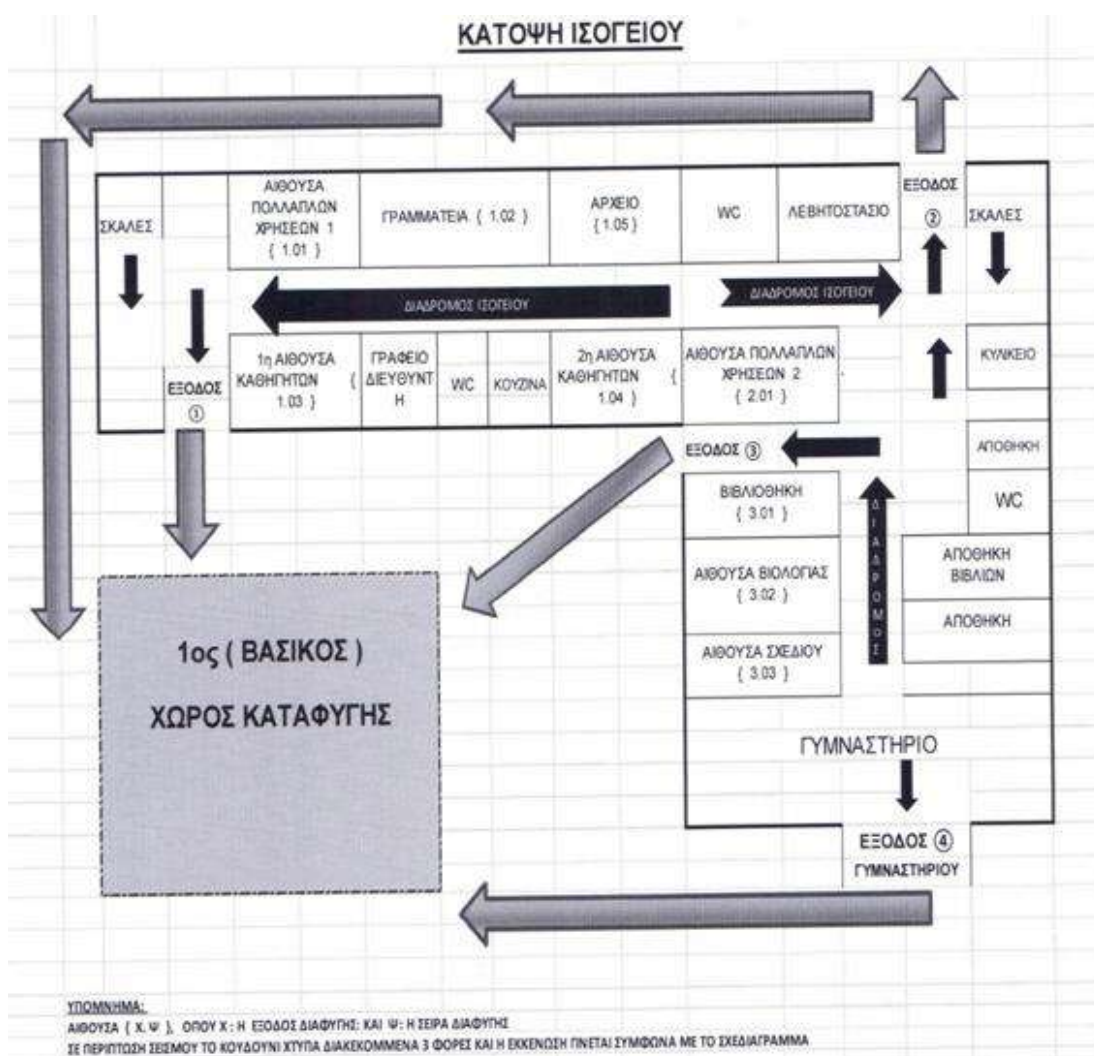 ΚΑΤΟΨΗ ΙΣΟΓΕΙΟΥ
ΣΚΑΛΕΣ
ΑΙΘΟΥΣΑ
ΠΟΛΛΑΠΛΩΝ
ΧΡΗΣΕΩΝ 1
{ 1.01 }
ΓΡΑΜΜΑΤΕΙΑ { 1.02 }
ΑΡΧΕΙΟ
{ 1.05 }
WC
ΛΕΒΗΤΟΣΤΑΣΙΟ
ΕΞΟΔΟΣ
②
ΣΚΑΛΕΣ
ΔΙΑΔΡΟΜΟΣ ΙΣΟΓΕΙΟΥ
ΔΙΑΔΡΟΜΟΣ ΙΣΟΓΕΙΟΥ
ΕΞΟΔΟΣ
①
1η ΑΙΘΟΥΣΑ
ΚΑΘΗΓΗΤΩΝ {
1.03 }
ΓΡΑΦΕΙΟ
ΔΙΕΥΘΥΝΤ
Η
WC
ΚΟΥΖΙΝΑ
2η ΑΙΘΟΥΣΑ
ΚΑΘΗΓΗΤΩΝ {
1.04 }
ΑΙΘΟΥΣΑ ΠΟΛΛΑΠΛΩΝ
ΧΡΗΣΕΩΝ 2
{ 2.01 }
ΚΥΛΙΚΕΙΟ
ΕΞΟΔΟΣ ③
ΑΠΟΘΗΚΗ
ΒΙΒΛΙΟΘΗΚΗ
{ 3.01 }
WC
ΔΙΑΔΡΟΜΟΣ
ΑΙΘΟΥΣΑ ΒΙΟΛΟΓΙΑΣ
{ 3.02 }
ΑΠΟΘΗΚΗ
ΒΙΒΛΙΩΝ
ΑΠΟΘΗΚΗ
ΑΙΘΟΥΣΑ ΣΧΕΔΙΟΥ
{ 3.03 }
1ος ( ΒΑΣΙΚΟΣ )
ΧΩΡΟΣ ΚΑΤΑΦΥΓΗΣ
ΓΥΜΝΑΣΤΗΡΙΟ
ΕΞΟΔΟΣ ④
ΓΥΜΝΑΣΤΗΡΙΟΥ
ΥΠΟΜΝΗΜΑ:
ΑΙΘΟΥΣΑ { Χ. Ψ }, ΟΠΟΥ Χ : Η ΕΞΟΔΟΣ ΔΙΑΦΥΓΗΣ; ΚΑΙ Ψ: Η ΣΕΙΡΑ ΔΙΑΦΥΓΗΣ
ΣΕ ΠΕΡΙΠΤΩΣΗ ΣΕΙΣΜΟΥ ΤΟ ΚΟΥΔΟΥΝΙ ΧΤΥΠΑ ΔΙΑΚΕΚΟΜΜΕΝΑ 3 ΦΟΡΕΣ ΚΑΙ Η ΕΚΚΕΝΩΣΗ ΓΙΝΕΤΑΙ ΣΥΜΦΩΝΑ ΜΕ ΤΟ ΣΧΕΔΙΑΓΡΑΜΜΑ